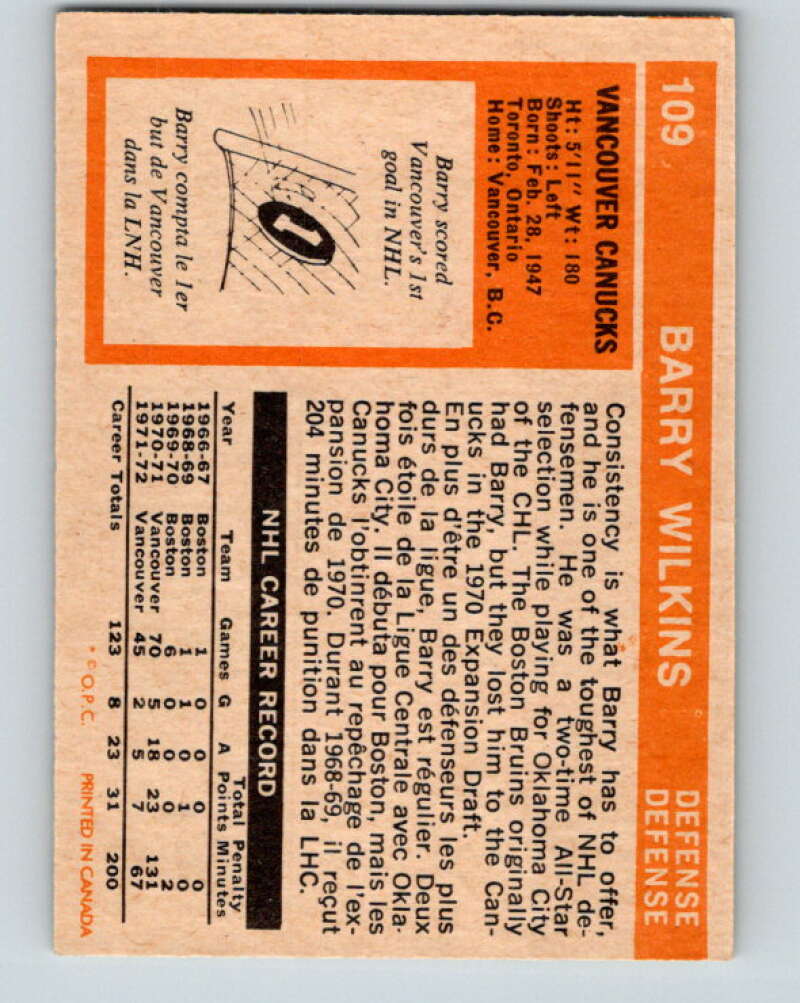 109 BARRY WILKINS DEFENSE
DEFENSE
VANCOUVER CANUCKS
Ht: 5'11" Wt: 180
Shoots: Left
Born: Feb. 28, 1947
Toronto, Ontario
Home: Vancouver, B.C.
Barry scored
Vancouver's 1st
goal in NHL.
1
Barry compta le 1er
but de Vancouver
dans la LNH.
Consistency is what Barry has to offer,
and he is one of the toughest of NHL de-
fensemen. He was a two-time All-Star
selection while playing for Oklahoma City
of the CHL. The Boston Bruins originally
had Barry, but they lost him to the Can-
ucks in the 1970 Expansion Draft.
En plus d'être un des défenseurs les plus
durs de la ligue, Barry est régulier. Deux
fois étoile de la Ligue Centrale avec Okla-
homa City. Il débuta pour Boston, mais les
Canucks l'obtinrent au repêchage de l'ex-
pansion de 1970. Durant 1968-69, il reçut
204 minutes de punition dans la LHC.
NHL CAREER RECORD
Total Penalty
Year Team Games G A Points Minutes
1966-67 Boston 1 0 0 0 0
1968-69 Boston 1 1 0 1 0
1969-70 Boston 6 0 0 0 2
1970-71 Vancouver 70 5 18 23 131
1971-72 Vancouver 45 2 5 7 67
Career Totals 123 8 23 31 200
* © O.P.C. PRINTED IN CANADA